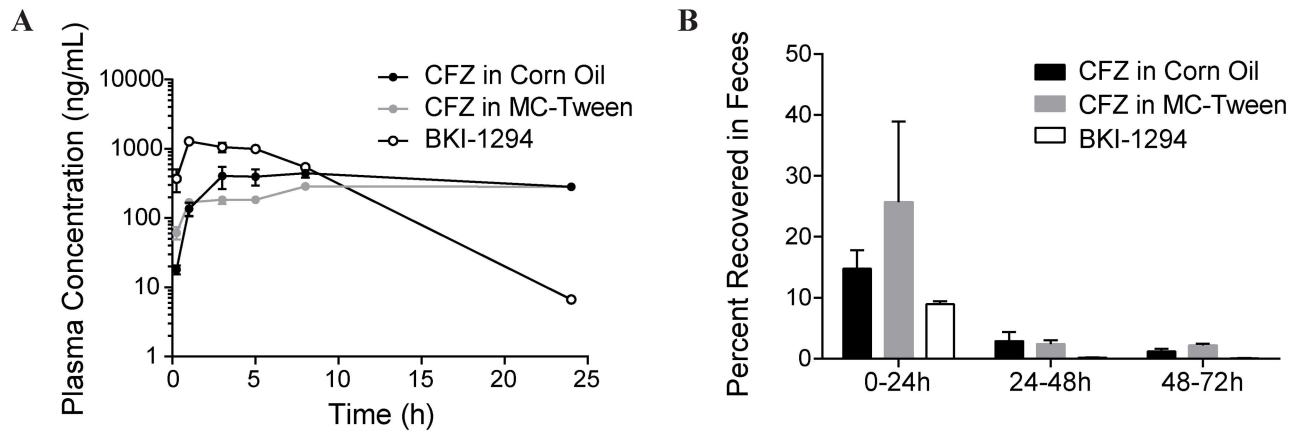 A
Plasma Concentration (ng/mL)
10000
1000
100
10
1
CFZ in Corn Oil
CFZ in MC-Tween
BKI-1294
0
5
10
15
20
25
Time (h)
B
Percent Recovered in Feces
50
40
30
20
10
0
CFZ in Corn Oil
CFZ in MC-Tween
BKI-1294
0-24h
24-48h
48-72h